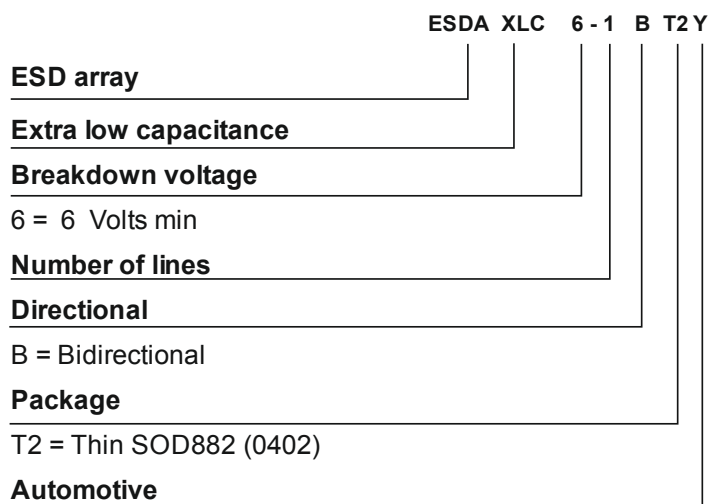 ESDA XLC 6 - 1 B T2 Y
ESD array
Extra low capacitance
Breakdown voltage
6 = 6 Volts min
Number of lines
Directional
B = Bidirectional
Package
T2 = Thin SOD882 (0402)
Automotive